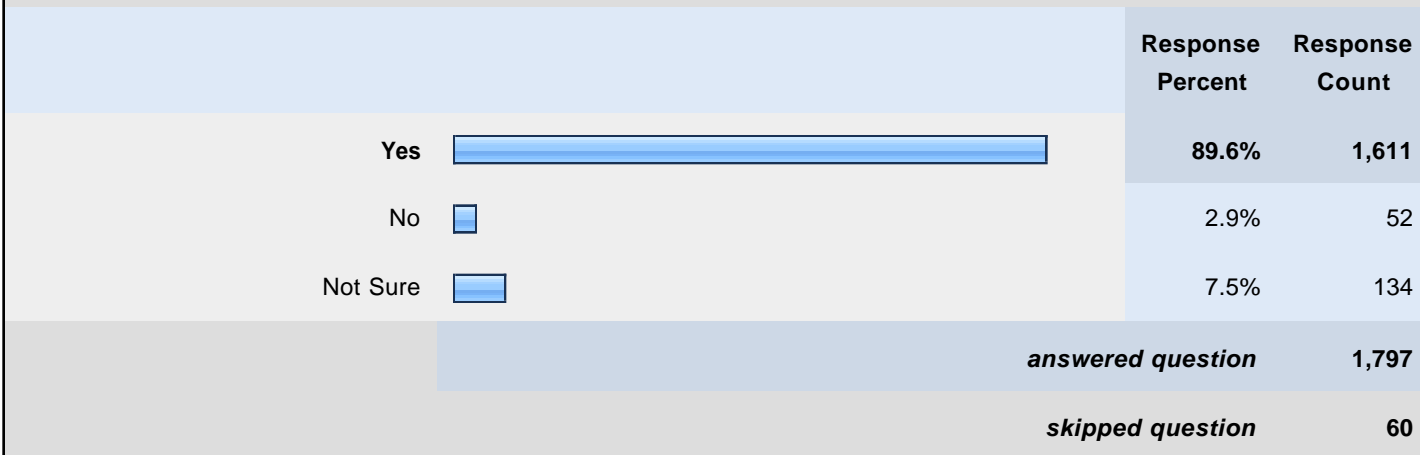 Response Response
Percent Count
Yes 89.6% 1,611
No 2.9% 52
Not Sure 7.5% 134
answered question 1,797
skipped question 60